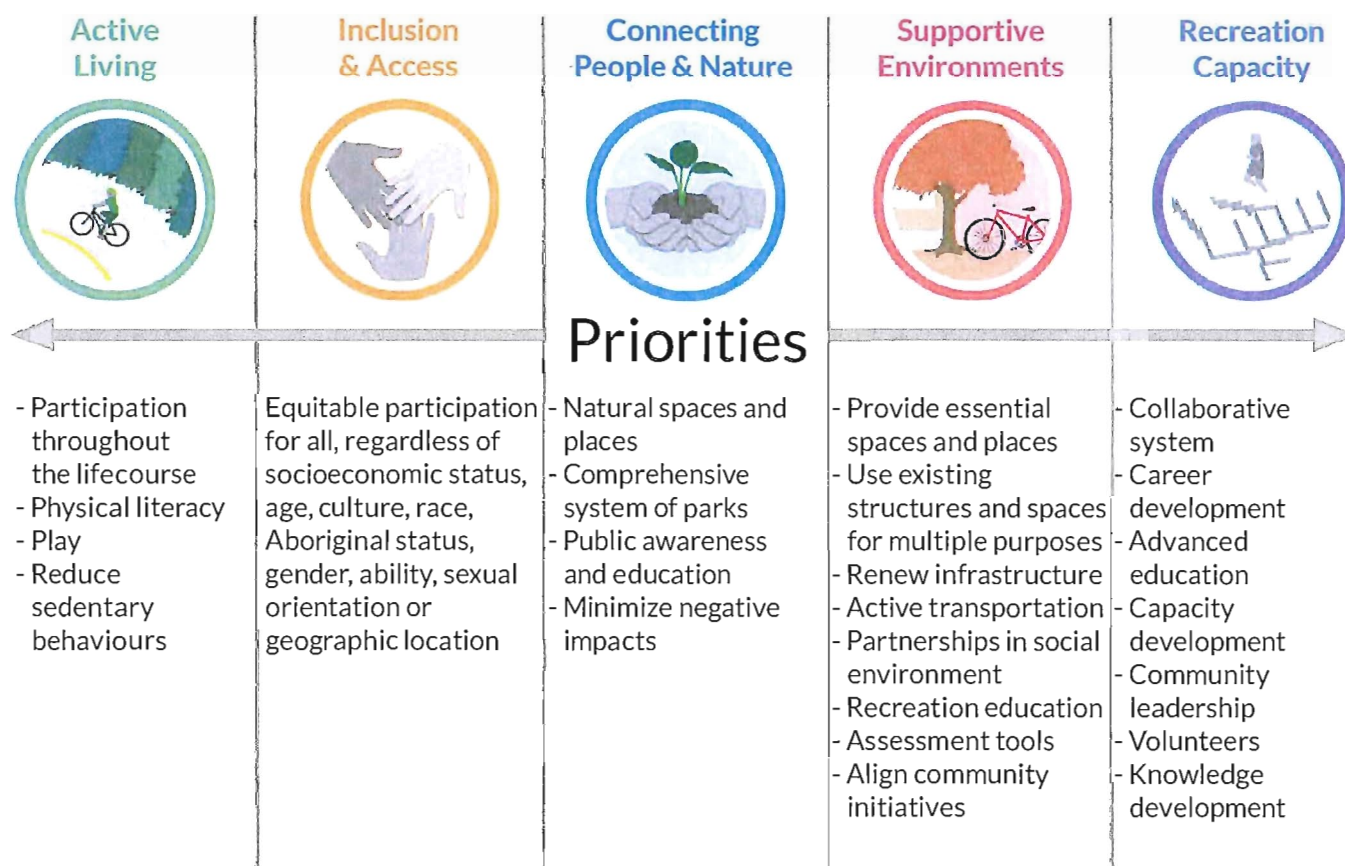 Active
Living
Inclusion
& Access
Connecting
People & Nature
Supportive
Environments
Recreation
Capacity
Priorities
- Participation
throughout
the lifecourse
- Physical literacy
- Play
- Reduce
sedentary
behaviours
Equitable participation
for all, regardless of
socioeconomic status,
age, culture, race,
Aboriginal status,
gender, ability, sexual
orientation or
geographic location
- Natural spaces and
places
- Comprehensive
system of parks
- Public awareness
and education
- Minimize negative
impacts
- Provide essential
spaces and places
- Use existing
structures and spaces
for multiple purposes
- Renew infrastructure
- Active transportation
- Partnerships in social
environment
- Recreation education
- Assessment tools
- Align community
initiatives
- Collaborative
system
- Career
development
- Advanced
education
- Capacity
development
- Community
leadership
- Volunteers
- Knowledge
development